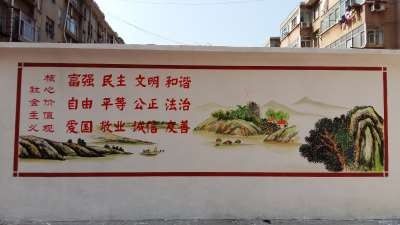 社会主义
核心价值观
富强 民主 文明 和谐
自由 平等 公正 法治
爱国 敬业 诚信 友善